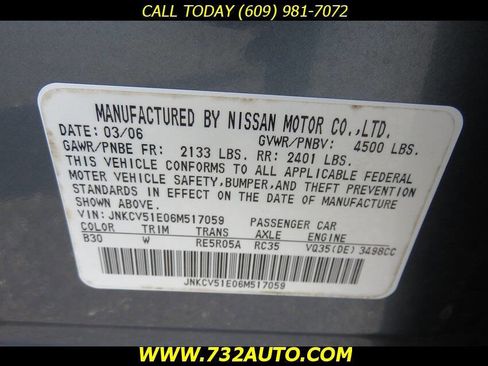 CALL TODAY (609) 981-7072
MANUFACTURED BY NISSAN MOTOR CO.,LTD.
DATE: 03/06 GVWR/PNBV: 4500 LBS.
GAWR/PNBE FR: 2133 LBS. RR: 2401 LBS.
THIS VEHICLE CONFORMS TO ALL APPLICABLE FEDERAL
MOTER VEHICLE SAFETY, BUMPER, AND THEFT PREVENTION
STANDARDS IN EFFECT ON THE DATE OF MANUFACTURE
SHOWN ABOVE.
VIN: JNKCV51E06M517059 PASSENGER CAR
COLOR TRIM TRANS AXLE ENGINE
B30 W RE5R05A RC35 VQ35(DE) 3498CC
JNKCV51E06M517059
WWW.732AUTO.COM